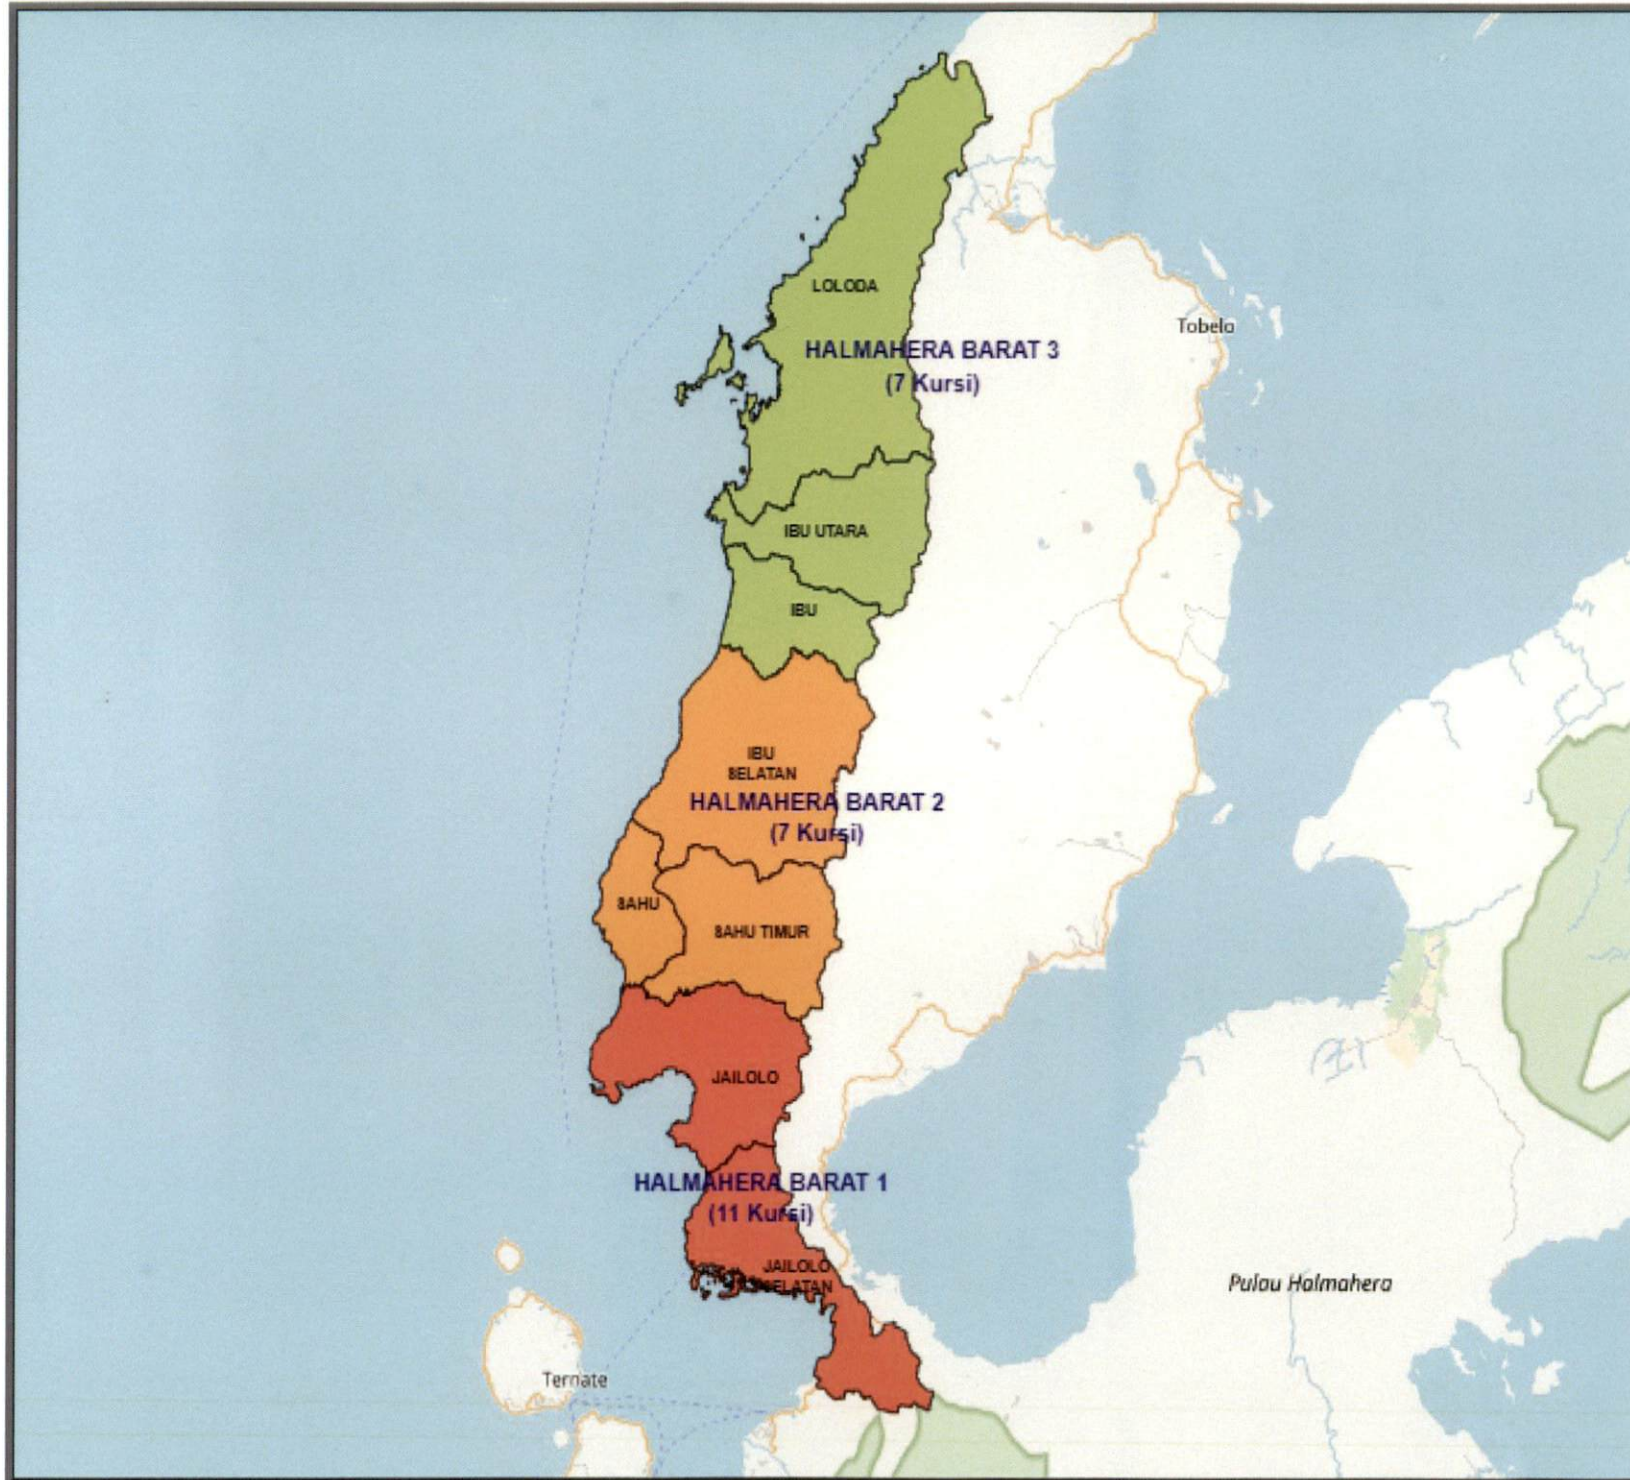 LOLODA
Tobelo
HALMAHERA BARAT 3
(7 Kursi)
IBU UTARA
IBU
IBU
SELATAN
HALMAHERA BARAT 2
(7 Kursi)
SAHU
SAHU TIMUR
JAILOLO
HALMAHERA BARAT 1
(11 Kursi)
JAILOLO
SELATAN
Pulau Halmahera
Ternate